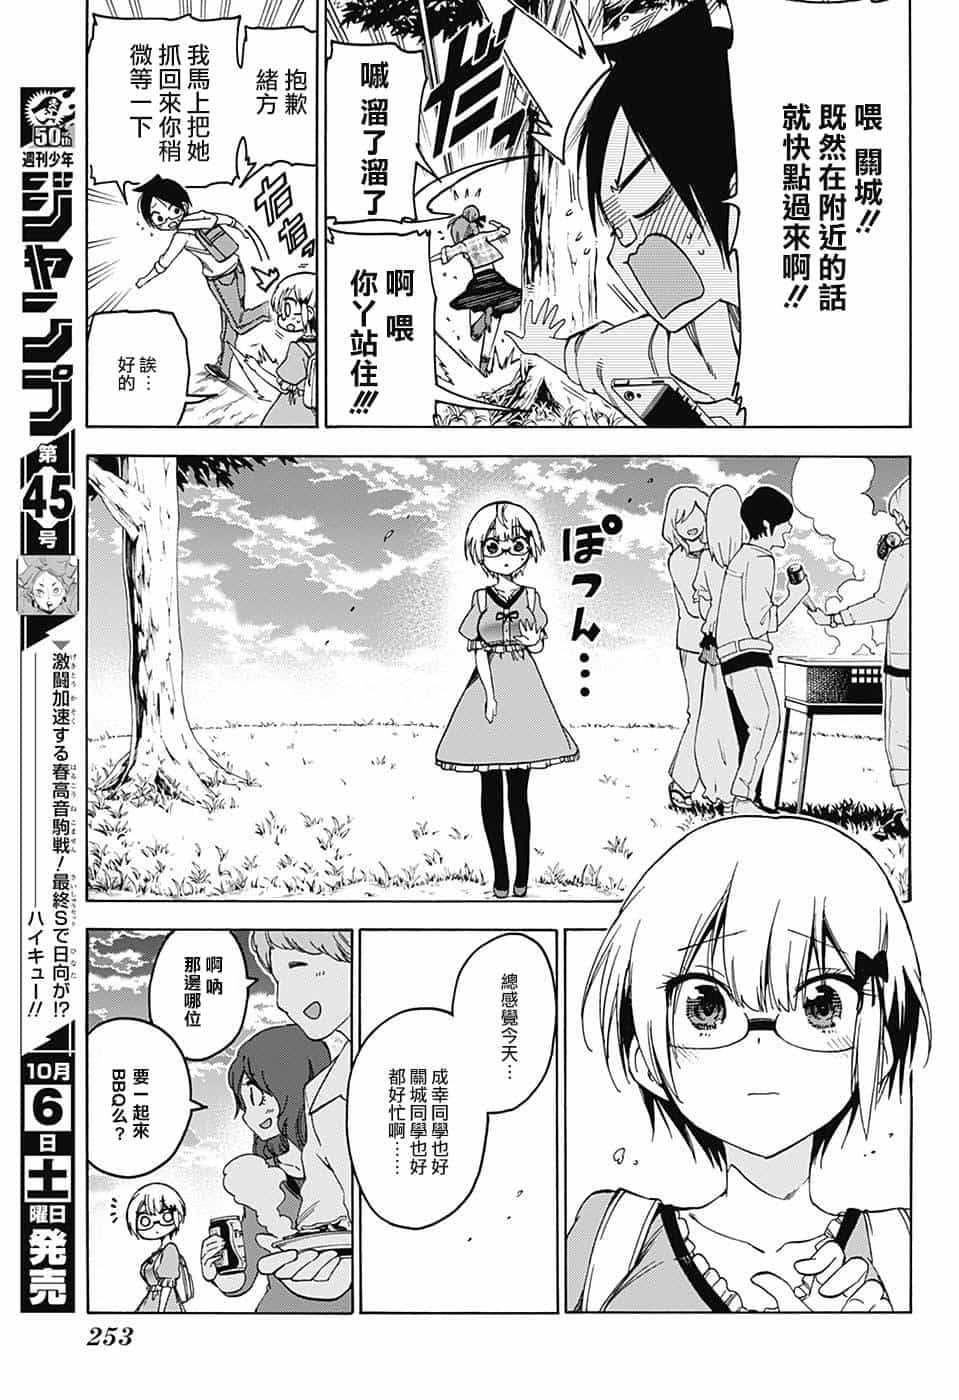 喂 關城!!
既然在附近的話
就快點過來啊!!
嘁 溜了溜了
啊 喂
你丫站住!!!
抱歉
緒方
我馬上把她
抓回來你稍
微等一下
誒…
好的
ぽつん…
總感覺今天…
成幸同學也好
關城同學也好
都好忙啊……
啊吶
那邊哪位
要一起來
BBQ么?
50th
週刊少年
ジャンプ
第
45
号
▼激闘加速する春高音駒戦!最終Sで日向が!?
ハイキュー!!
10月
6
日
土
曜日
発売
253